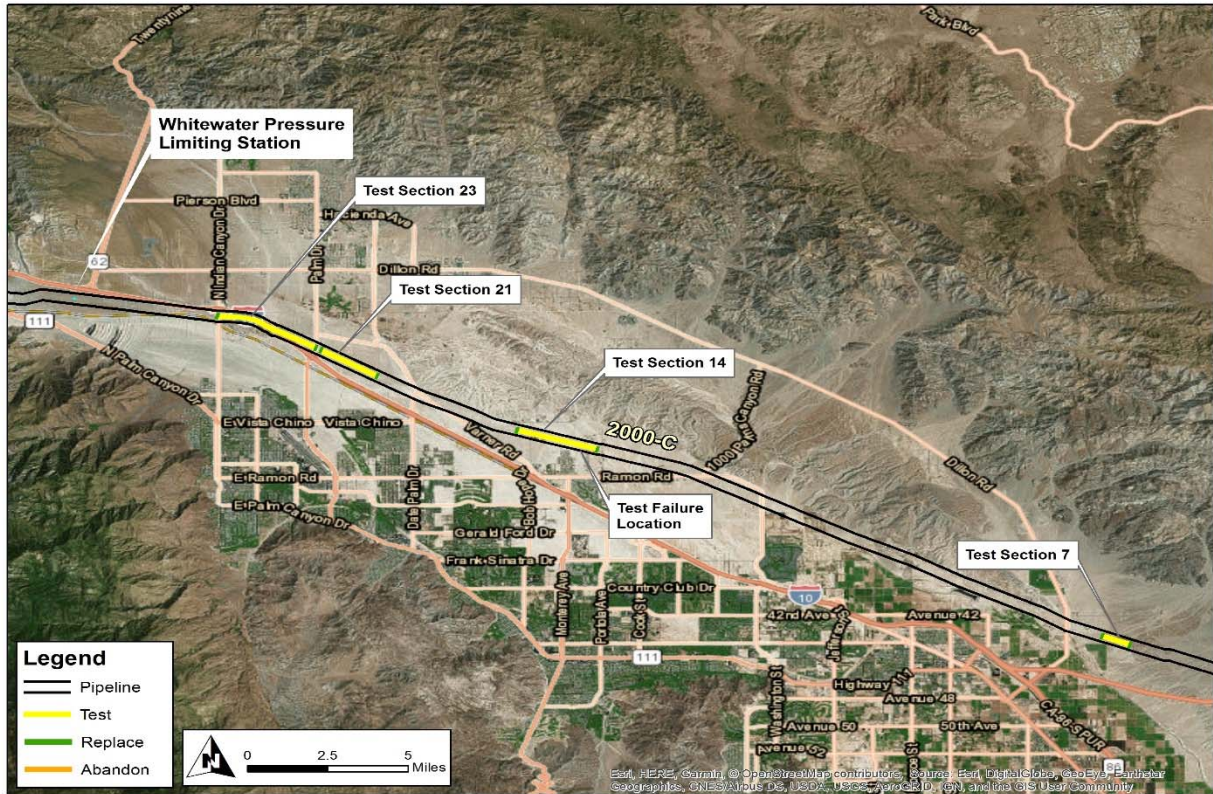 Twentynine
Park Blvd
Whitewater Pressure
Limiting Station
Test Section 23
Pierson Blvd
Hacienda Ave
N Indian Canyon Dr
Palm Dr
62
Dillon Rd
Test Section 21
111
N Palm Canyon Dr
Test Section 14
2000-C
1000 Palms Canyon Rd
E Vista Chino
Vista Chino
Varner Rd
Dillon Rd
E Ramon Rd
Ramon Rd
Date Palm Dr
Bob Hope Dr
E Palm Canyon Dr
Test Failure
Location
Gerald Ford Dr
Frank Sinatra Dr
Test Section 7
Country Club Dr
10
Monterey Ave
Portola Ave
Cook St
42nd Ave
Avenue 42
Jefferson
111
Highway 111
Washington St
Avenue 48
Avenue 50
50th Ave
Avenue 52
CA-86-SPUR
86
Legend
Pipeline
Test
Replace
Abandon
N
0 2.5 5
Miles
Esri, HERE, Garmin, © OpenStreetMap contributors, Source: Esri, DigitalGlobe, GeoEye, Earthstar
Geographics, CNES/Airbus DS, USDA, USGS, AeroGRID, IGN, and the GIS User Community